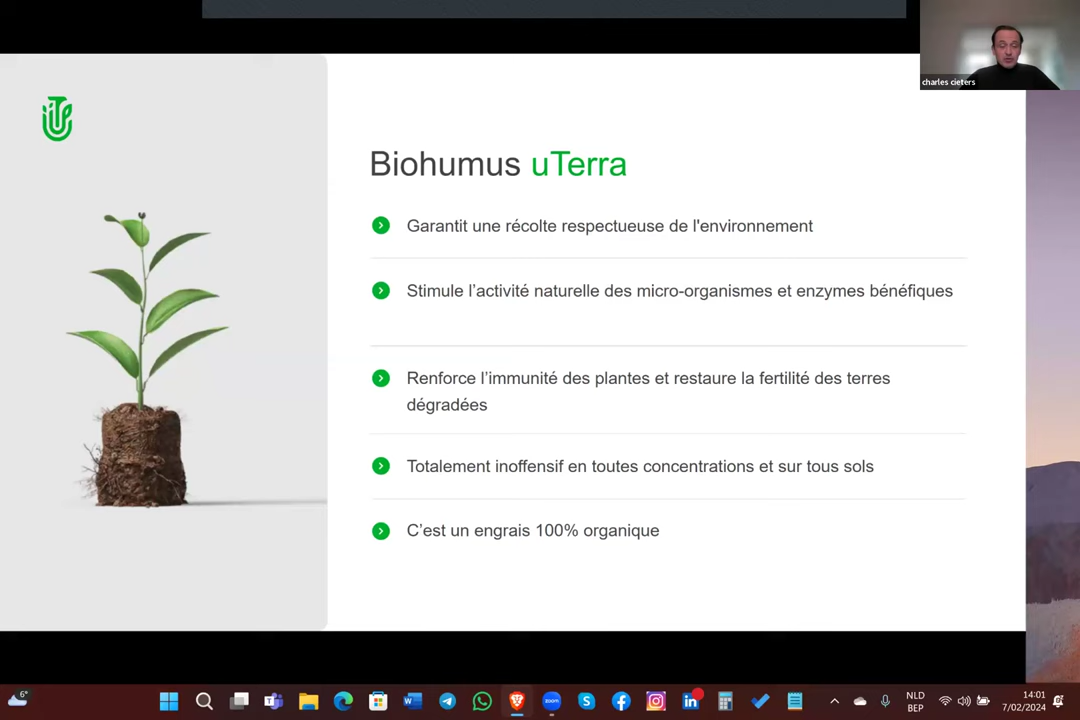 charles cieters
Biohumus uTerra
Garantit une récolte respectueuse de l'environnement
Stimule l’activité naturelle des micro-organismes et enzymes bénéfiques
Renforce l’immunité des plantes et restaure la fertilité des terres
dégradées
Totalement inoffensif en toutes concentrations et sur tous sols
C’est un engrais 100% organique
6°
NLD
BEP
14:01
7/02/2024